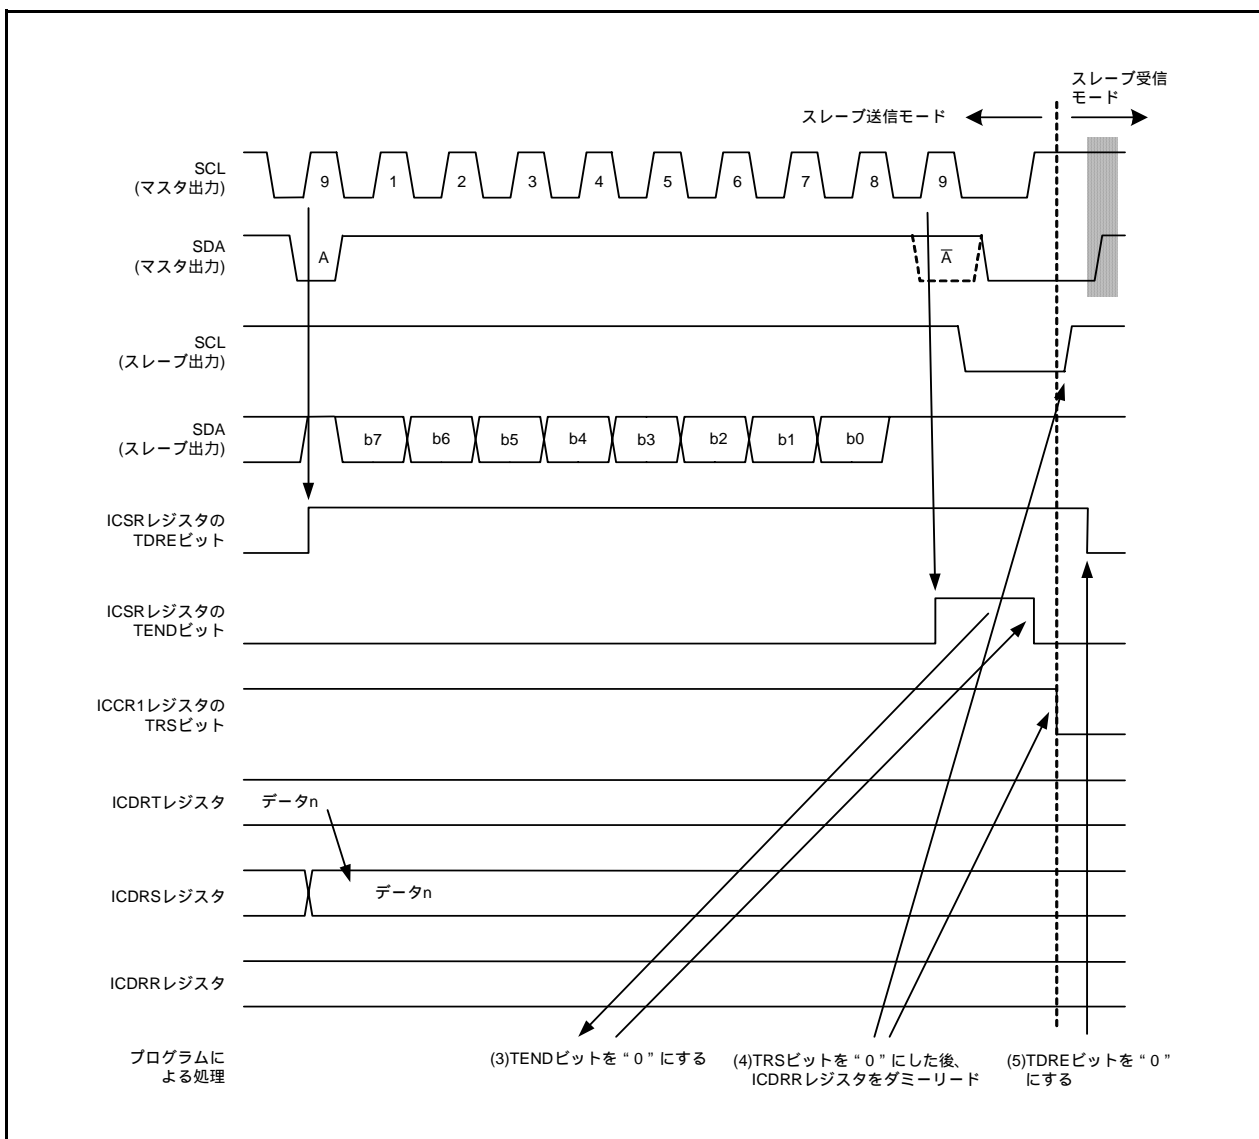 スレーブ受信
モード
スレーブ送信モード
SCL
(マスタ出力)
9 1 2 3 4 5 6 7 8 9
SDA
(マスタ出力)
A A̅
SCL
(スレーブ出力)
SDA
(スレーブ出力)
b7 b6 b5 b4 b3 b2 b1 b0
ICSRレジスタの
TDREビット
ICSRレジスタの
TENDビット
ICCR1レジスタの
TRSビット
ICDRTレジスタ データn
ICDRSレジスタ データn
ICDRRレジスタ
プログラムに
よる処理
(3)TENDビットを“0”にする
(4)TRSビットを“0”にした後、
ICDRRレジスタをダミーリード
(5)TDREビットを“0”
にする